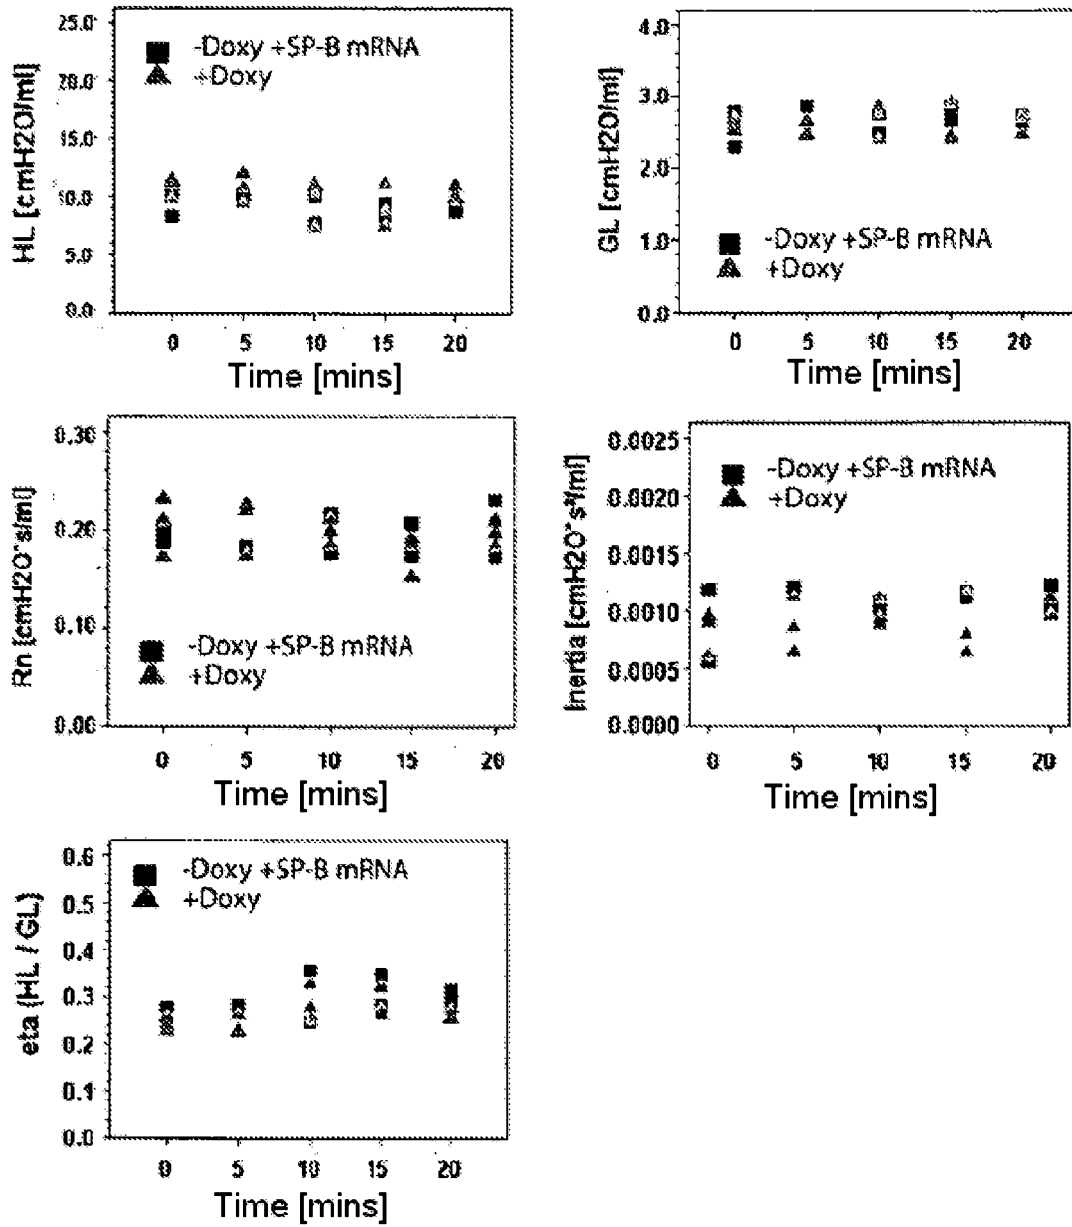 HL [cmH2O/ml]
25.0
20.0
15.0
10.0
5.0
0.0
-Doxy +SP-B mRNA
+Doxy
0 5 10 15 20
Time [mins]
GL [cmH2O/ml]
4.0
3.0
2.0
1.0
0.0
-Doxy +SP-B mRNA
+Doxy
0 5 10 15 20
Time [mins]
Rn [cmH2O*s/ml]
0.30
0.20
0.10
0.00
-Doxy +SP-B mRNA
+Doxy
0 5 10 15 20
Time [mins]
Inertia [cmH2O*s²/ml]
0.0025
0.0020
0.0015
0.0010
0.0005
0.0000
-Doxy +SP-B mRNA
+Doxy
0 5 10 15 20
Time [mins]
eta (HL / GL)
0.6
0.5
0.4
0.3
0.2
0.1
0.0
-Doxy +SP-B mRNA
+Doxy
0 5 10 15 20
Time [mins]